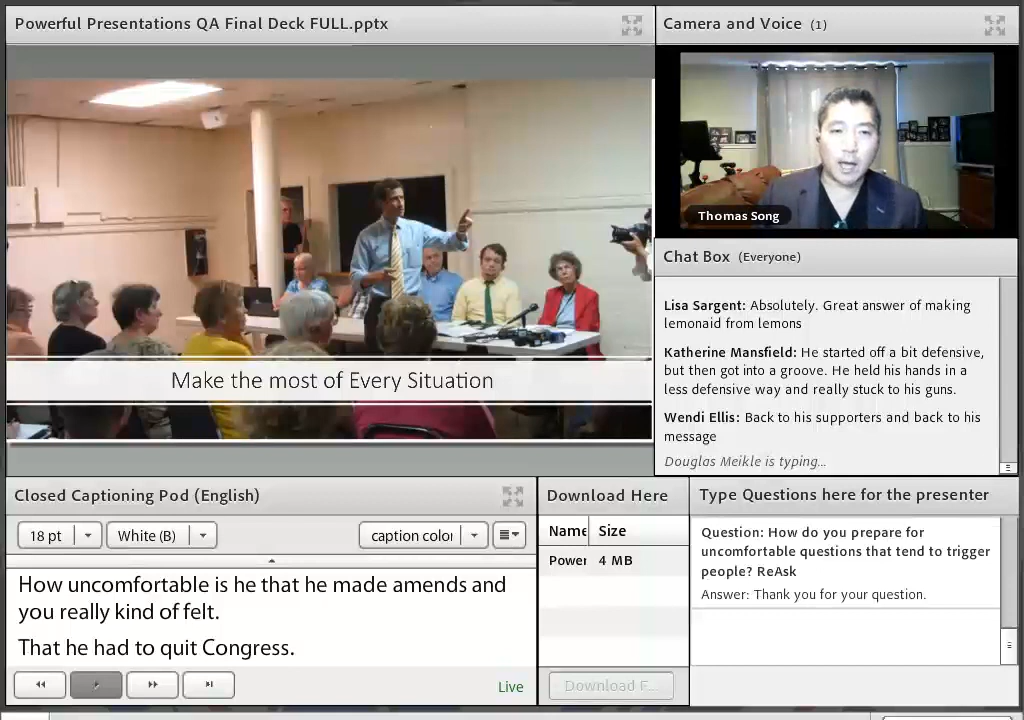 Powerful Presentations QA Final Deck FULL.pptx
Make the most of Every Situation
Camera and Voice (1)
Thomas Song
Chat Box (Everyone)
Lisa Sargent: Absolutely. Great answer of making
lemonaid from lemons
Katherine Mansfield: He started off a bit defensive,
but then got into a groove. He held his hands in a
less defensive way and really stuck to his guns.
Wendi Ellis: Back to his supporters and back to his
message
Douglas Meikle is typing...
Closed Captioning Pod (English)
18 pt
White (B)
caption color
How uncomfortable is he that he made amends and
you really kind of felt.
That he had to quit Congress.
Live
Download Here
Name Size
Power 4 MB
Download F...
Type Questions here for the presenter
Question: How do you prepare for
uncomfortable questions that tend to trigger
people? ReAsk
Answer: Thank you for your question.